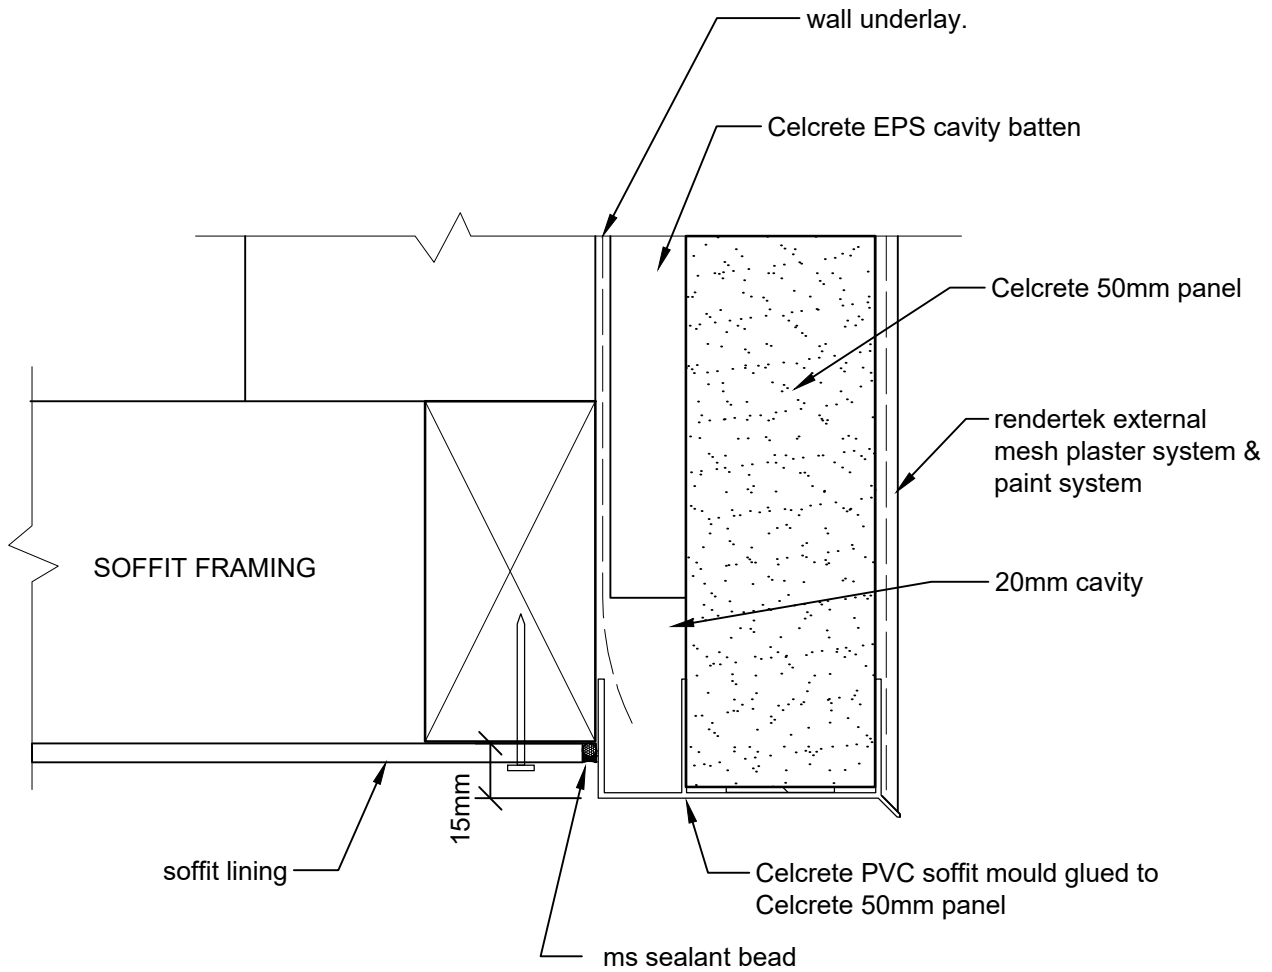 wall underlay.
Celcrete EPS cavity batten
Celcrete 50mm panel
rendertek external
mesh plaster system &
paint system
SOFFIT FRAMING
20mm cavity
15mm
soffit lining
Celcrete PVC soffit mould glued to
Celcrete 50mm panel
ms sealant bead